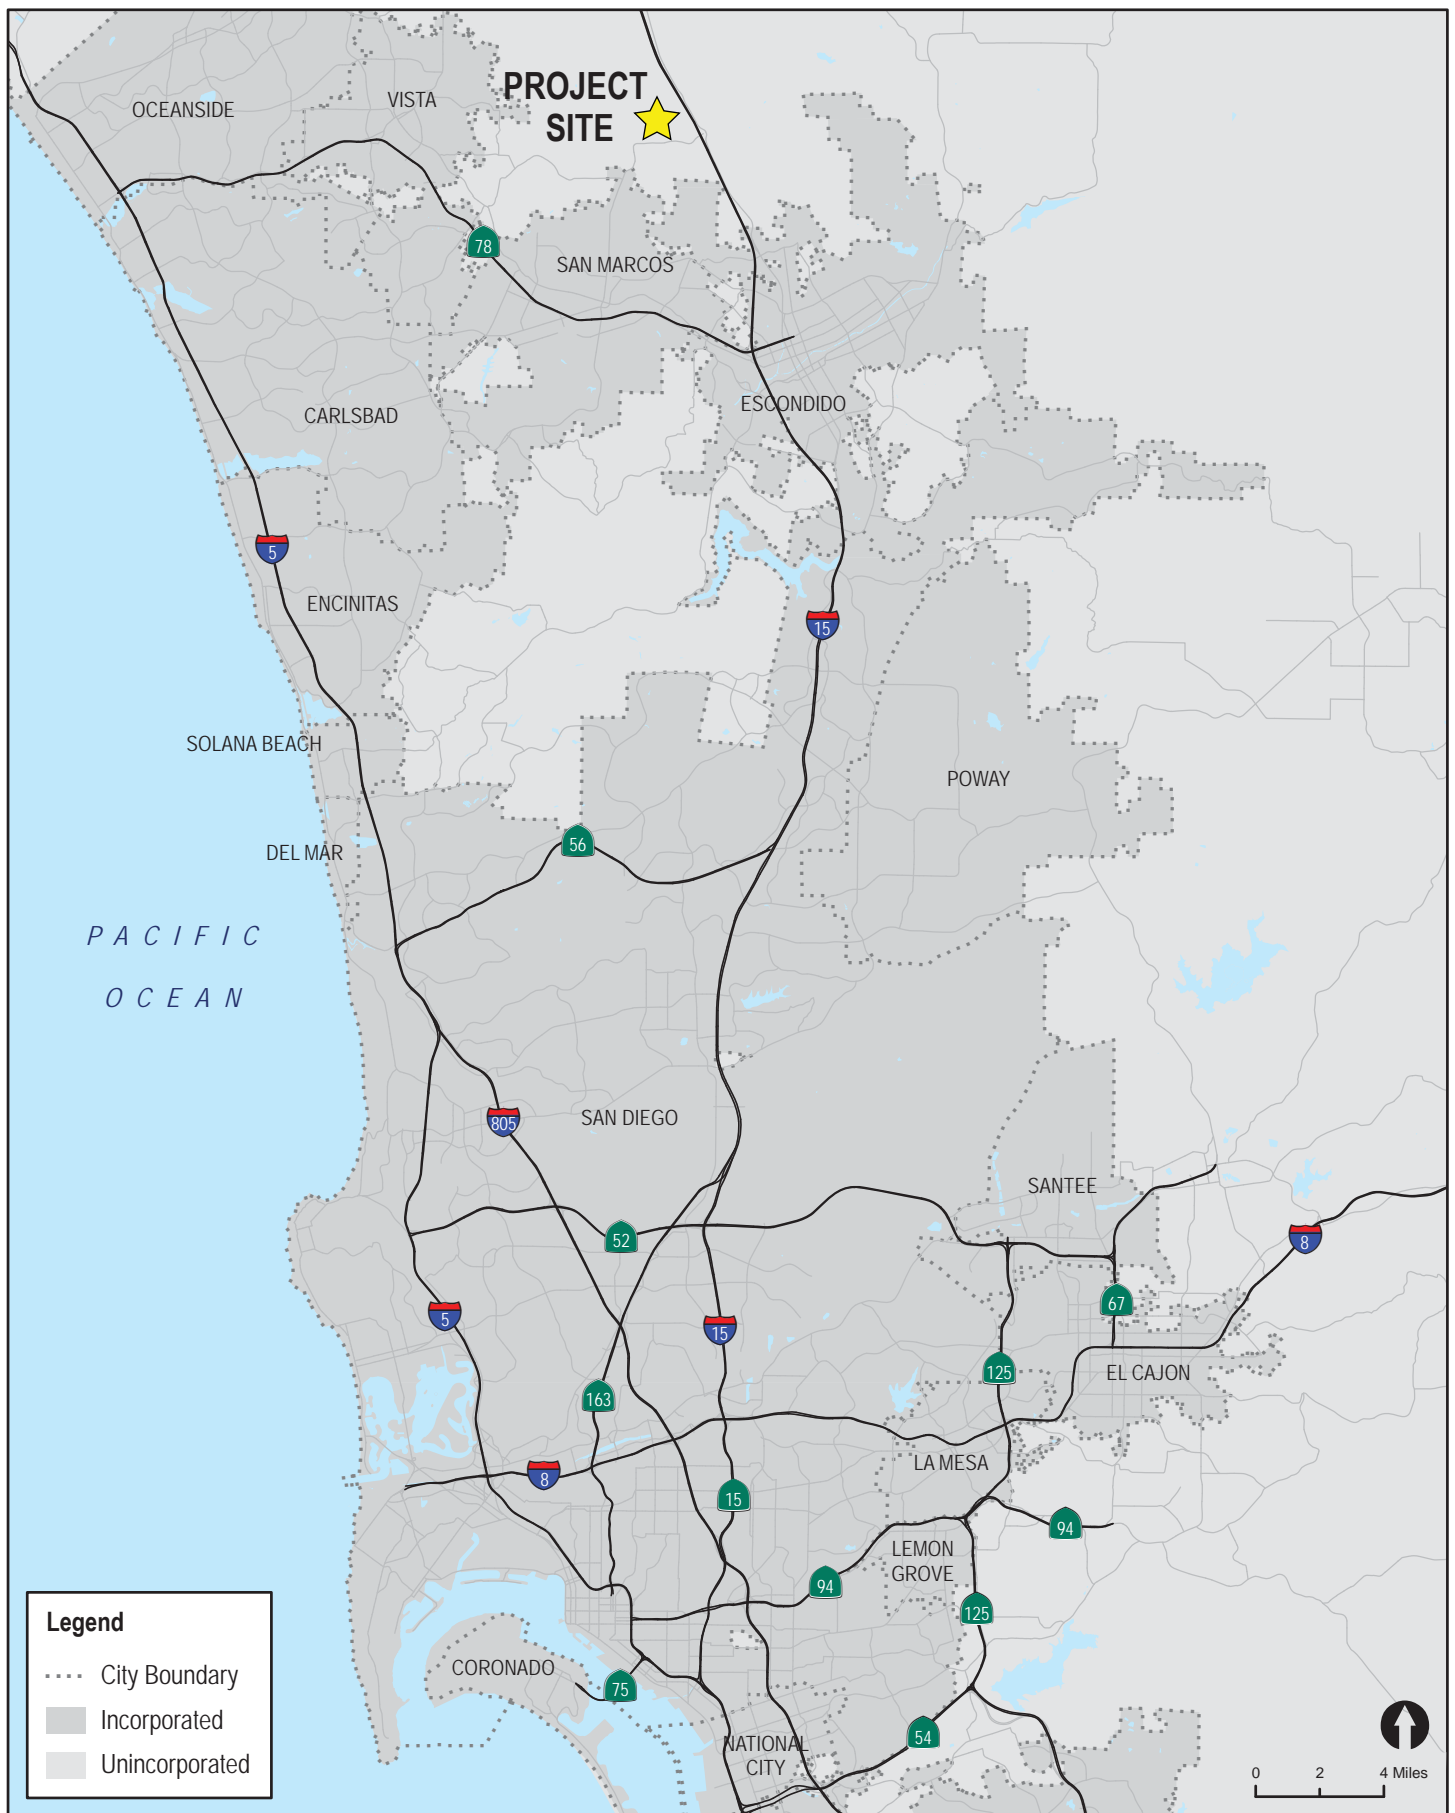 PROJECT
SITE
OCEANSIDE
VISTA
78
SAN MARCOS
ESCONDIDO
CARLSBAD
5
ENCINITAS
15
SOLANA BEACH
POWAY
56
DEL MAR
PACIFIC
OCEAN
805
SAN DIEGO
SANTEE
52
8
67
5
15
125
EL CAJON
163
LA MESA
8
15
94
LEMON
GROVE
94
125
CORONADO
75
54
NATIONAL
CITY
Legend
City Boundary
Incorporated
Unincorporated
0 2 4 Miles